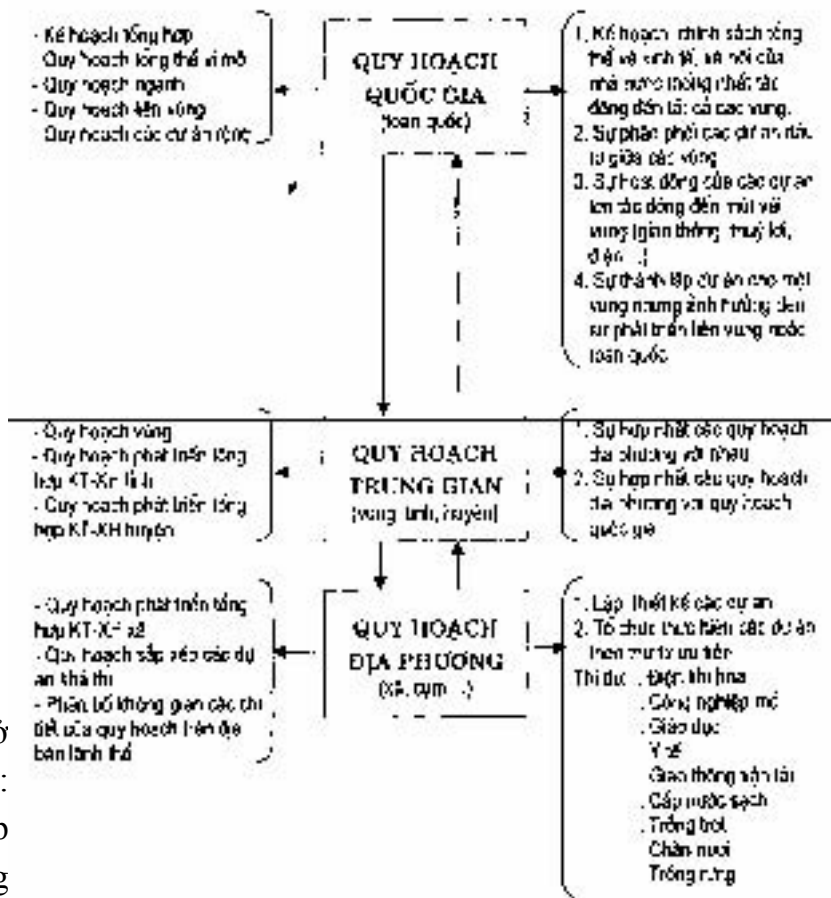 - Kế hoạch tổng hợp
Quy hoạch tổng thể vĩ mô
- Quy hoạch ngành
- Quy hoạch liên vùng
Quy hoạch các dự án rộng
QUY HOẠCH
QUỐC GIA
(toàn quốc)
1. Kế hoạch, chính sách tổng
thể về kinh tế, xã hội của
nhà nước thống nhất tác
động đến tất cả các vùng.
2. Sự phân phối các dự án đầu
tư giữa các vùng
3. Sự hoạt động của các dự án
lớn tác động đến một vài
vùng (giao thông, thuỷ lợi,
điện ...)
4. Sự thành lập dự án cho một
vùng nhưng ảnh hưởng đến
sự phát triển liên vùng hoặc
toàn quốc
- Quy hoạch vùng
- Quy hoạch phát triển tổng
hợp KT-XH tỉnh
- Quy hoạch phát triển tổng
hợp KT-XH huyện
QUY HOẠCH
TRUNG GIAN
(vùng, tỉnh, huyện)
1. Sự hợp nhất các quy hoạch
địa phương với nhau
2. Sự hợp nhất các quy hoạch
địa phương với quy hoạch
quốc gia
- Quy hoạch phát triển tổng
hợp KT-XH xã
- Quy hoạch sắp xếp các dự
án khả thi
- Phân bố không gian các chi
tiết của quy hoạch trên địa
bàn lãnh thổ
QUY HOẠCH
ĐỊA PHƯƠNG
(xã, cụm ...)
1. Lập, thiết kế các dự án
2. Tổ chức thực hiện các dự án
theo thứ tự ưu tiên
Thí dụ: . Điện khí hoá
. Công nghiệp mỏ
. Giáo dục
Y tế
Giao thông vận tải
. Cấp nước sạch
. Trồng trọt
Chăn nuôi
Trồng rừng
ở
:
g